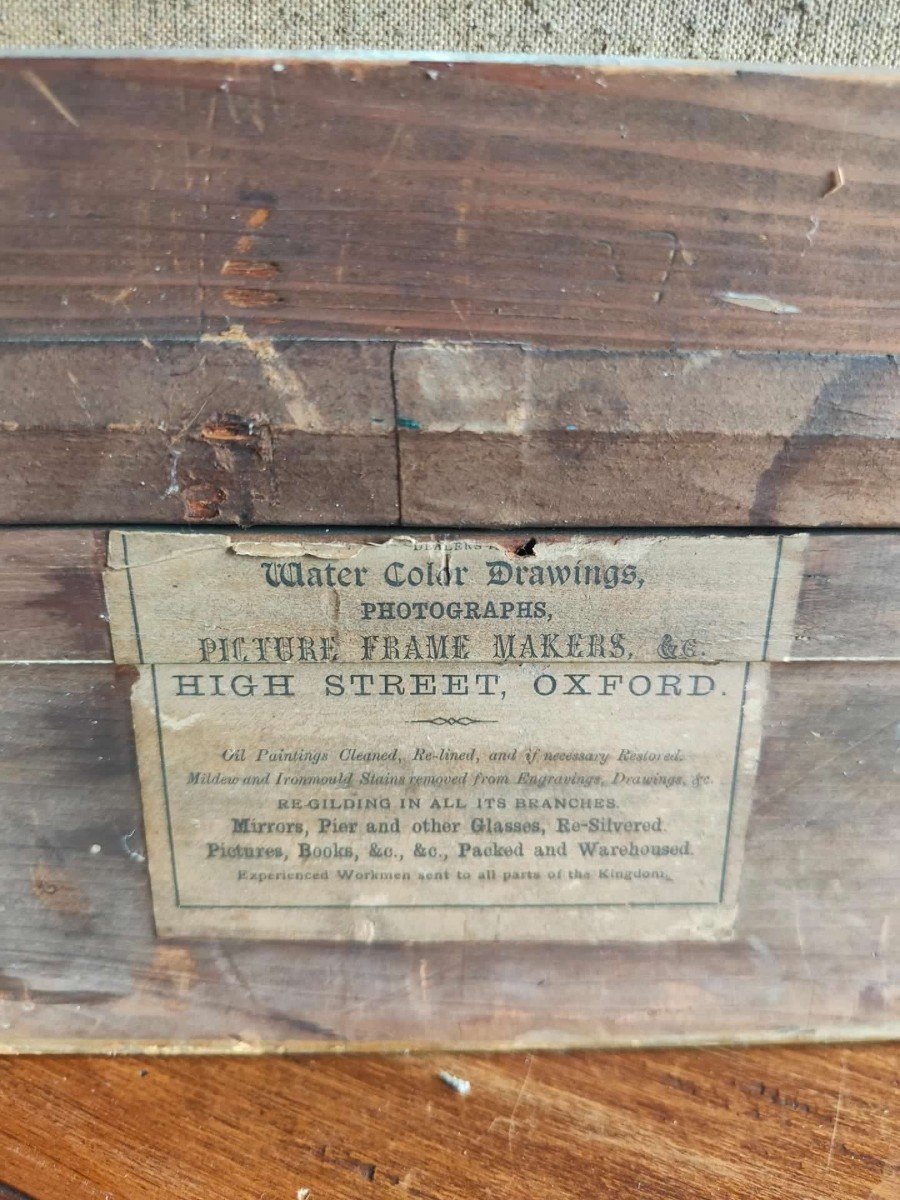 DEALERS
Water Color Drawings,
PHOTOGRAPHS,
PICTURE FRAME MAKERS, &c.
HIGH STREET, OXFORD.
Oil Paintings Cleaned, Re-lined, and if necessary Restored.
Mildew and Ironmould Stains removed from Engravings, Drawings, &c.
RE-GILDING IN ALL ITS BRANCHES.
Mirrors, Pier and other Glasses, Re-Silvered.
Pictures, Books, &c., &c., Packed and Warehoused.
Experienced Workmen sent to all parts of the Kingdom.